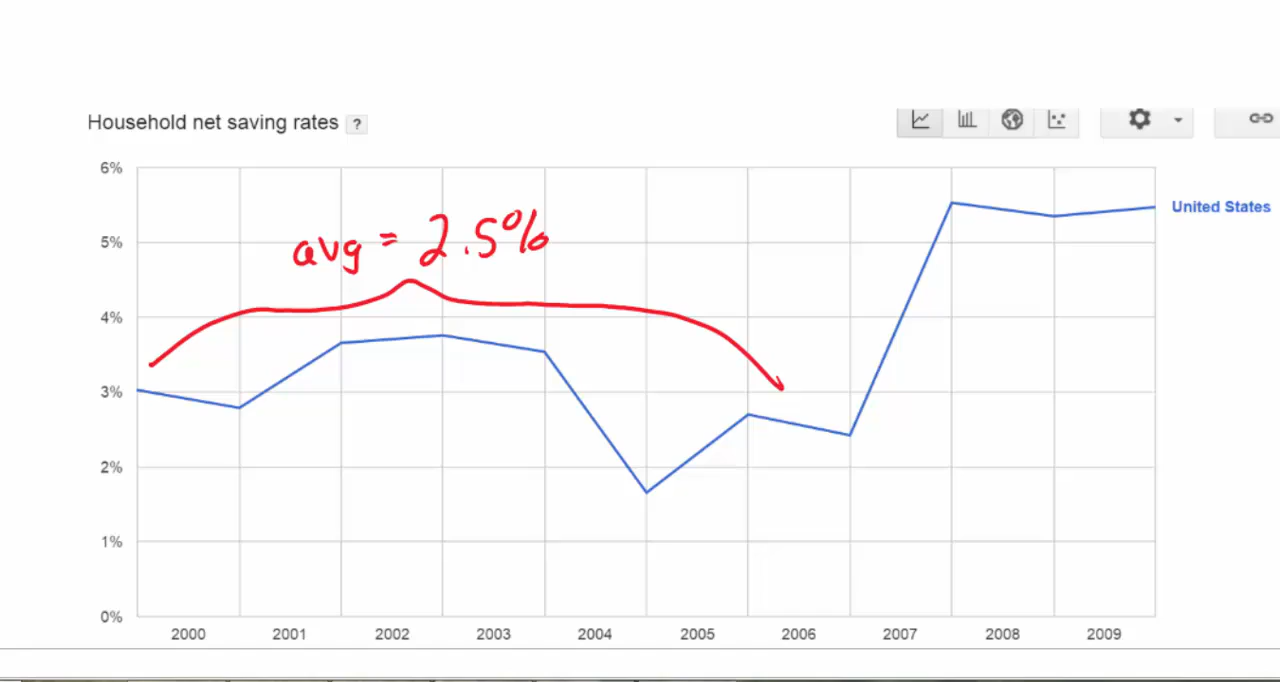 Household net saving rates ?
6%
5%
4%
3%
2%
1%
0%
avg = 2.5%
United States
2000 2001 2002 2003 2004 2005 2006 2007 2008 2009